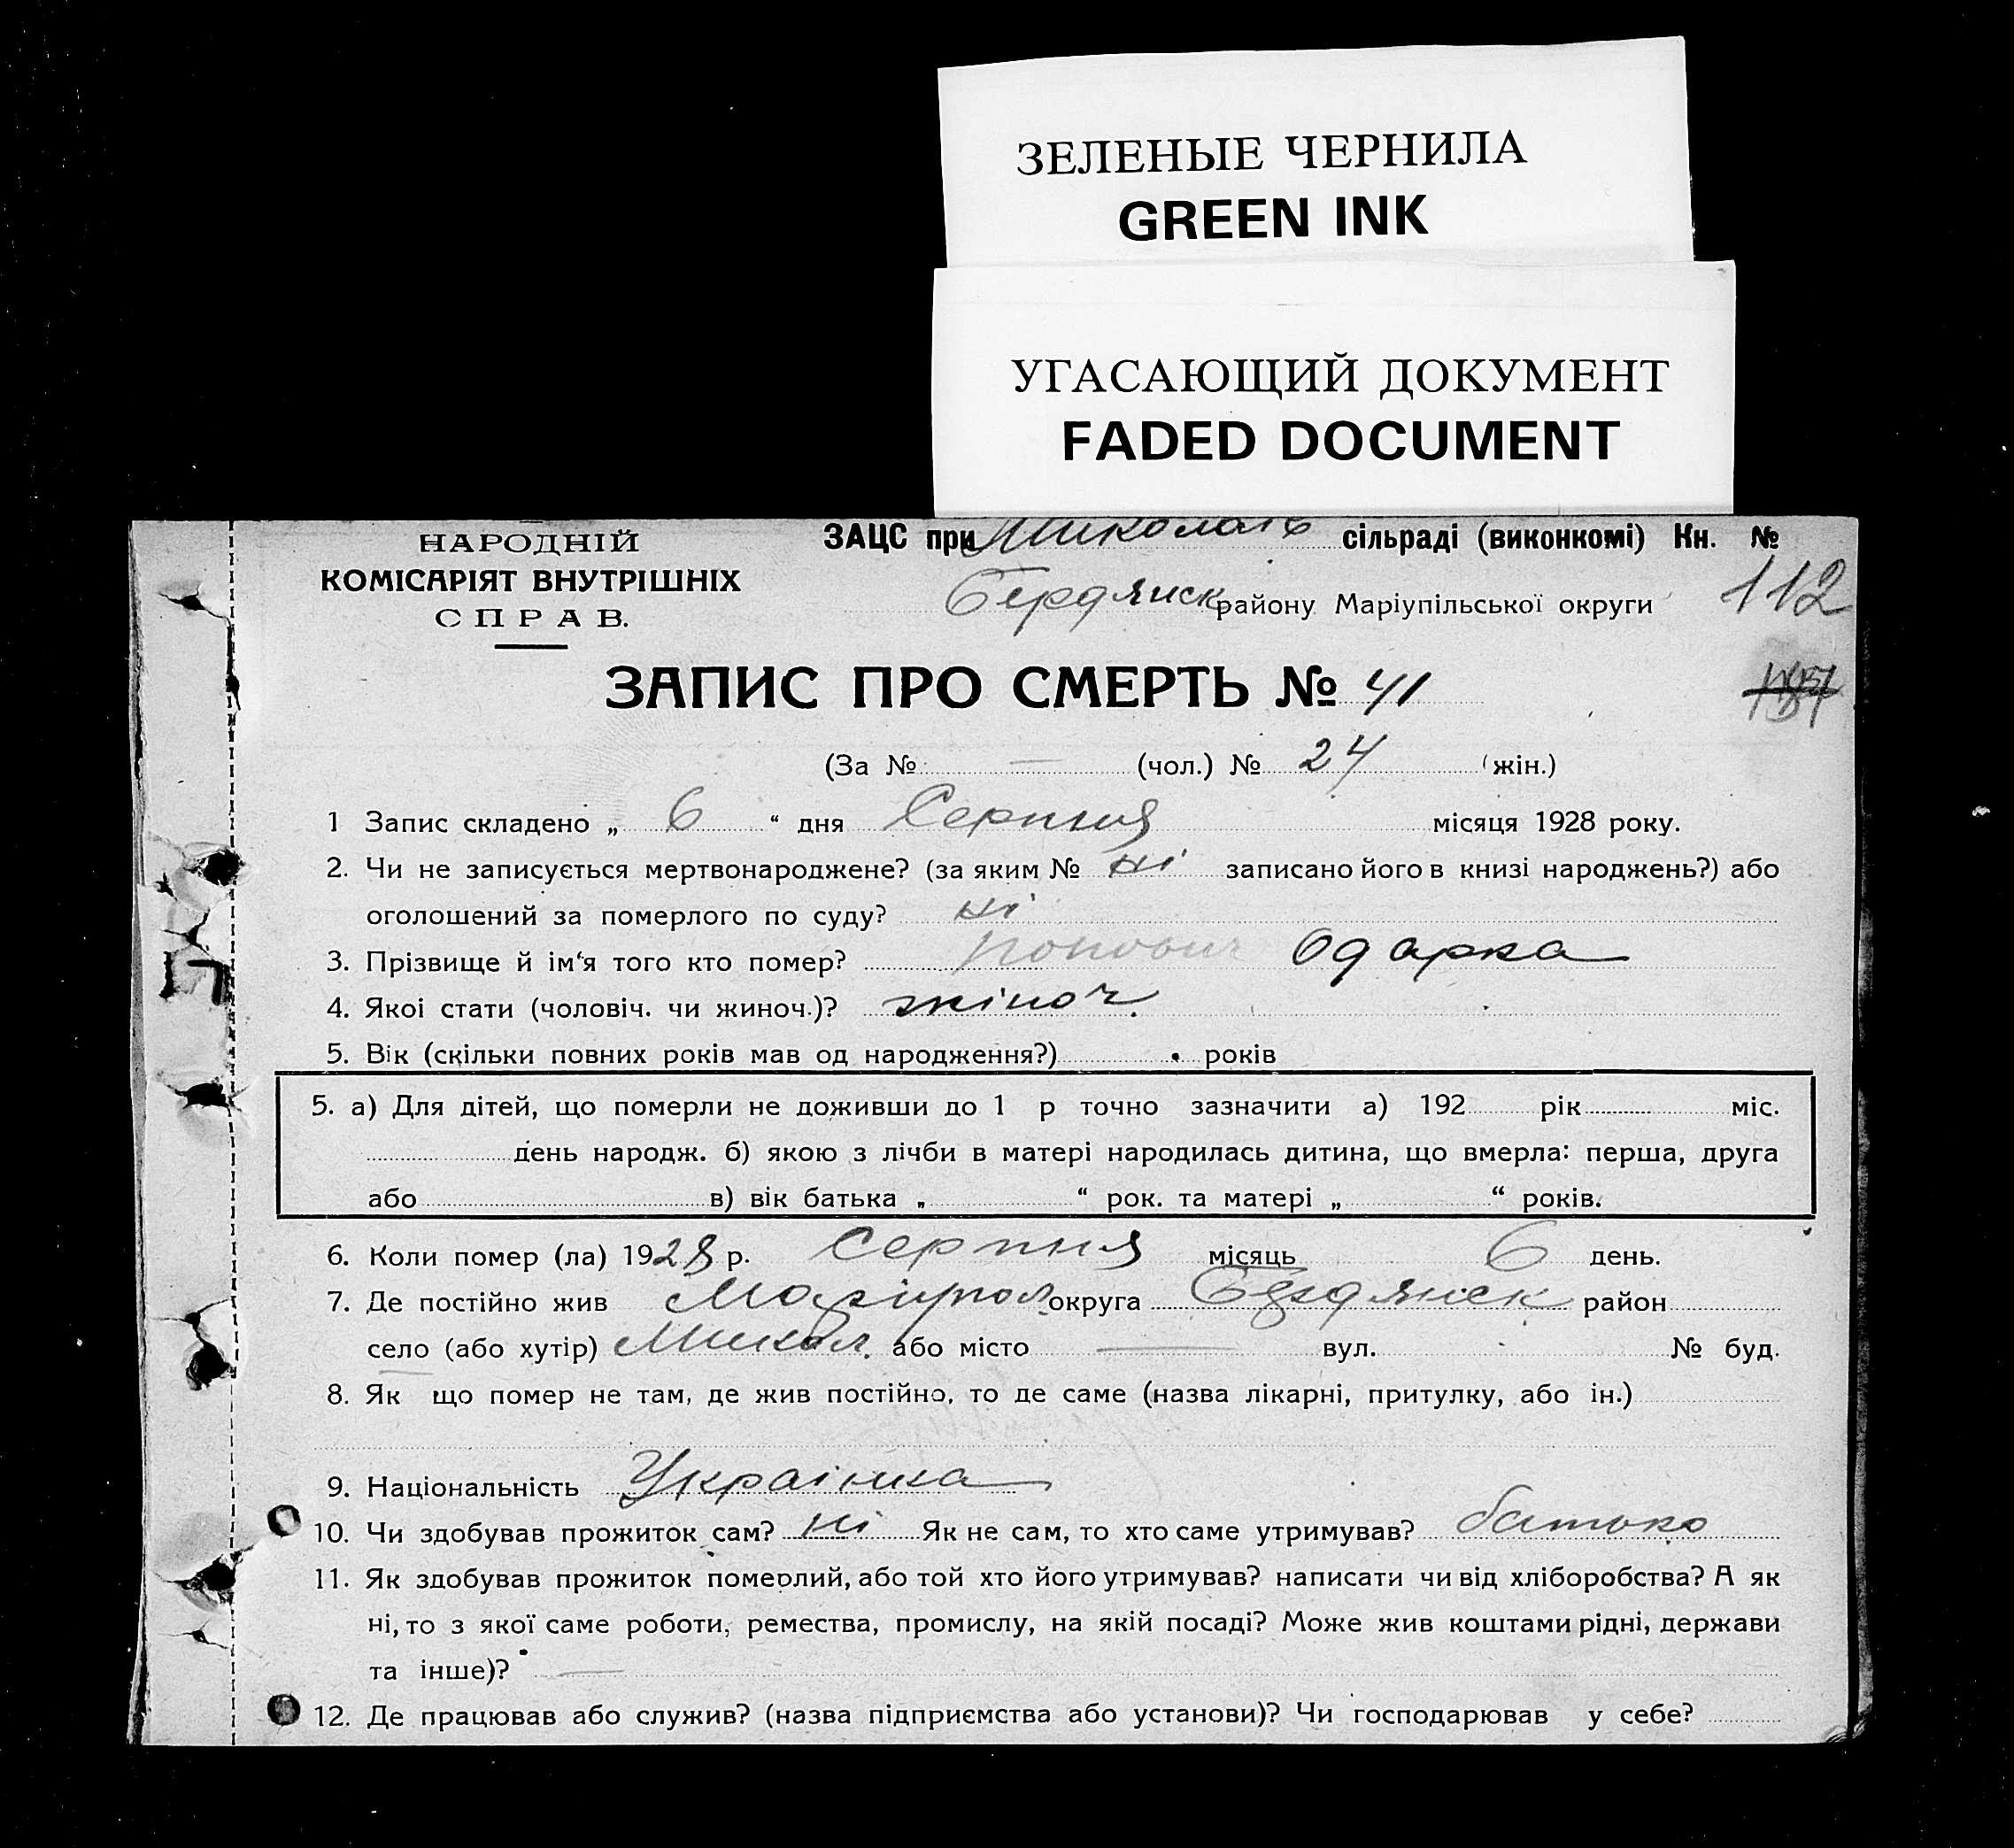 ЗЕЛЕНЫЕ ЧЕРНИЛА
GREEN INK
УГАСАЮЩИЙ ДОКУМЕНТ
FADED DOCUMENT
НАРОДНІЙ
КОМІСАРІЯТ ВНУТРІШНІХ
СПРАВ.
ЗАЦС при сільраді (виконкомі) Кн. №
Бердянск району Маріупільської округи 112
ЗАПИС ПРО СМЕРТЬ № 41
(За № — (чол.) № 24 (жін.)
1 Запис складено „ 6 “ дня Серпня місяця 1928 року.
2. Чи не записується мертвонароджене? (за яким № ні записано його в книзі народжень?) або
оголошений за померлого по суду? ні
3. Прізвище й ім‘я того кто помер? Попович Одарка
4. Якоі стати (чоловіч. чи жиноч.)? жіноч.
5. Вік (скільки повних років мав од народження?) років
5. а) Для дітей, що померли не доживши до 1 р точно зазначити а) 192 рік міс.
день народж. б) якою з лічби в матері народилась дитина, що вмерла: перша, друга
або в) вік батька „ “ рок. та матері „ “ років.
6. Коли помер (ла) 1928 р. Серпня місяць 6 день.
7. Де постійно жив округа Бердянск район
село (або хутір) Микол. або місто — вул. № буд.
8. Як що помер не там, де жив постійно, то де саме (назва лікарні, притулку, або ін.)
9. Національність Украінка
10. Чи здобував прожиток сам? ні Як не сам, то хто саме утримував? батько
11. Як здобував прожиток померлий, або той хто його утримував? написати чи від хліборобства? А як
ні, то з якої саме роботи, ремества, промислу, на якій посаді? Може жив коштами рідні, держави
та інше)? —
12. Де працював або служив? (назва підприємства або установи)? Чи господарював у себе?